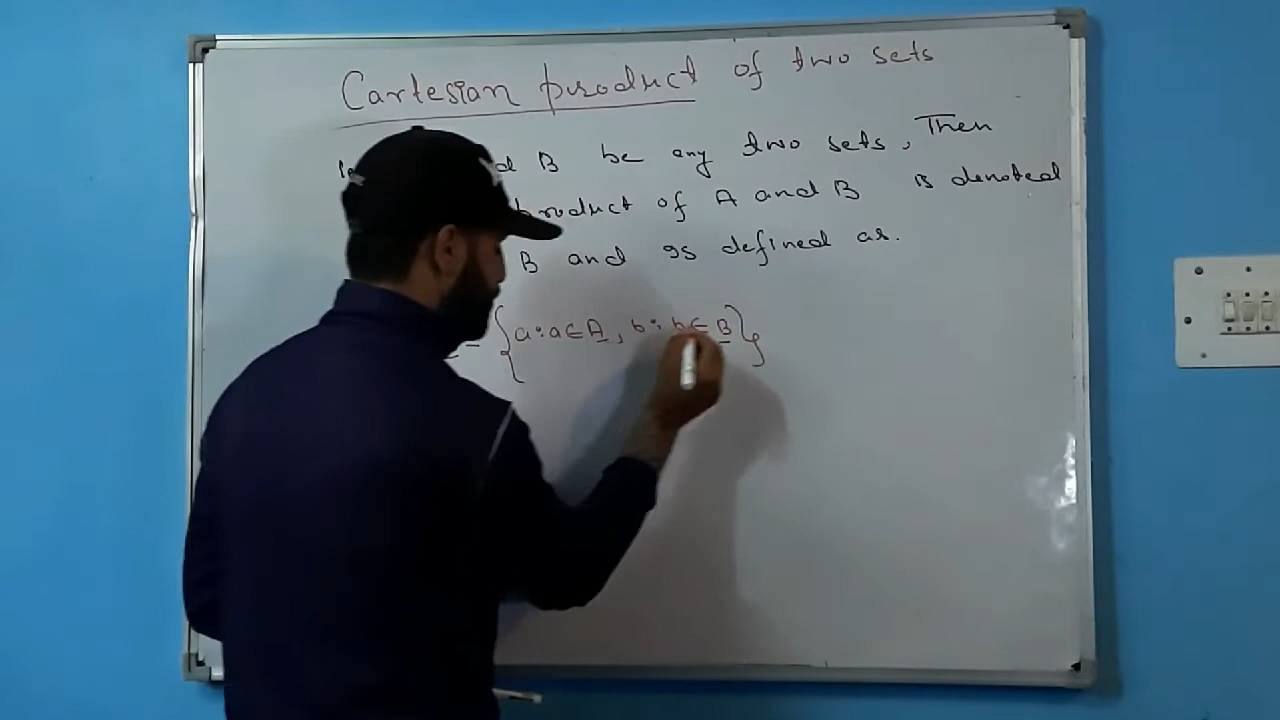 Cartesian product of two sets
B be any two sets, Then
product of A and B is denoted
B and is defined as.
= {a:a∈A, b:b∈B}